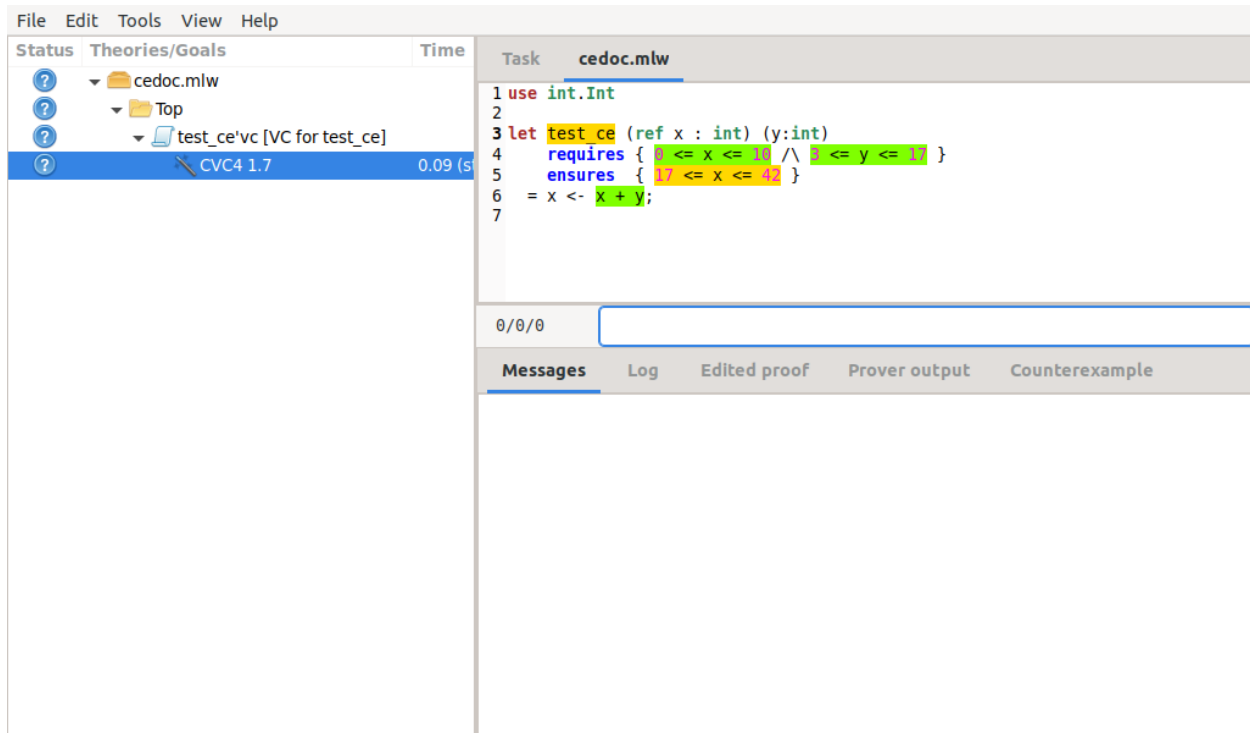 File Edit Tools View Help
Status Theories/Goals Time
cedoc.mlw
Top
test_ce'vc [VC for test_ce]
CVC4 1.7 0.09 (st
Task cedoc.mlw
1 use int.Int
2
3 let test_ce (ref x : int) (y:int)
4 requires { 0 <= x <= 10 /\ 3 <= y <= 17 }
5 ensures { 17 <= x <= 42 }
6 = x <- x + y;
7
0/0/0
Messages Log Edited proof Prover output Counterexample